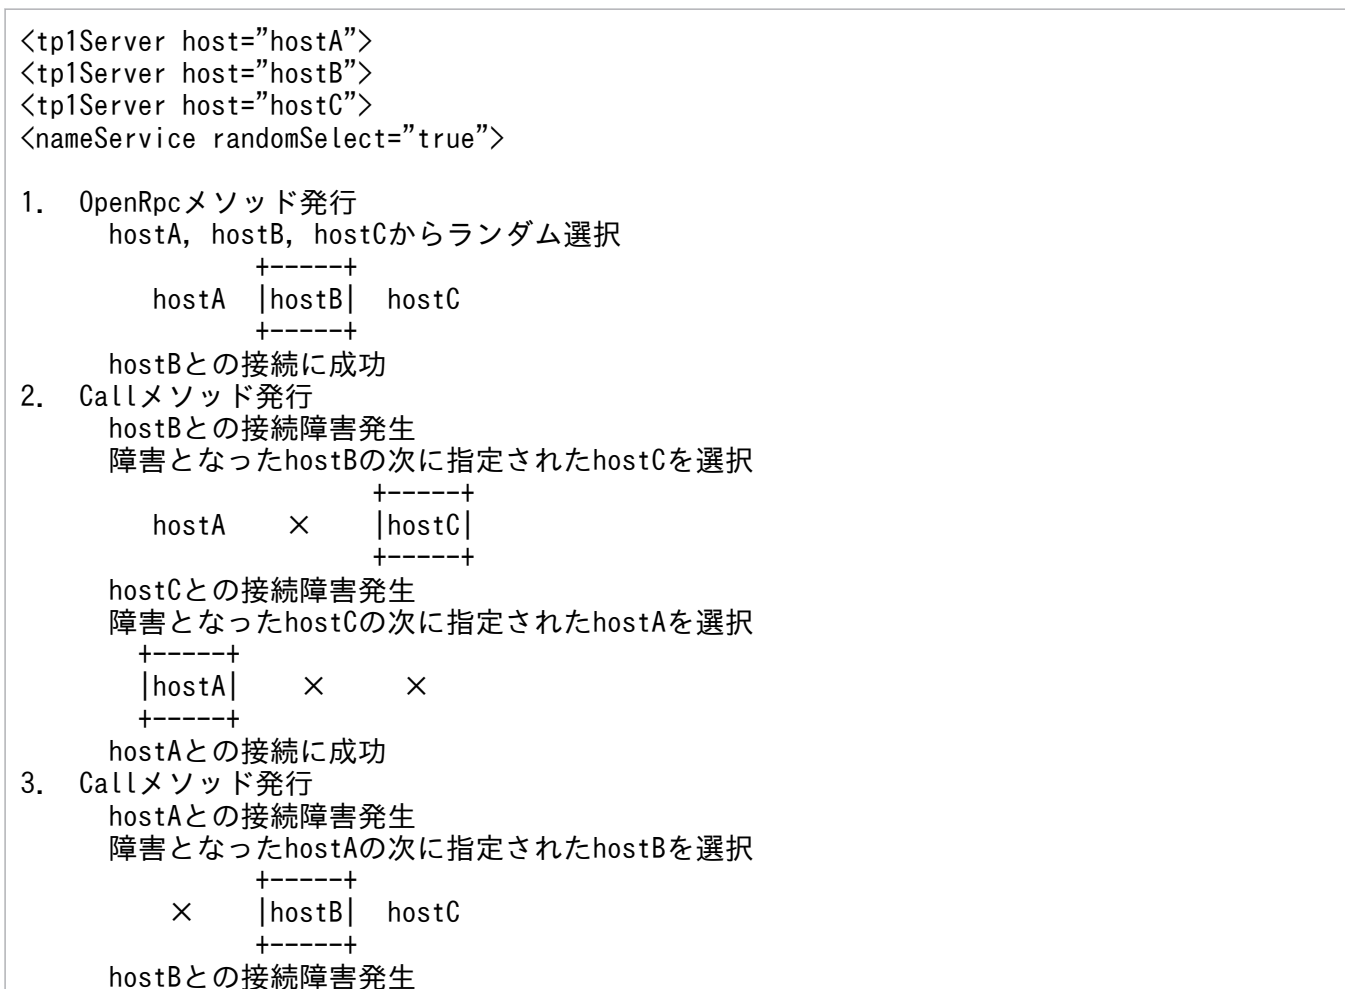 <tp1Server host=”hostA”>
<tp1Server host=”hostB”>
<tp1Server host=”hostC”>
<nameService randomSelect=”true”>
1. OpenRpcメソッド発行
hostA, hostB, hostCからランダム選択
+-----+
hostA |hostB| hostC
+-----+
hostBとの接続に成功
2. Callメソッド発行
hostBとの接続障害発生
障害となったhostBの次に指定されたhostCを選択
+-----+
hostA × |hostC|
+-----+
hostCとの接続障害発生
障害となったhostCの次に指定されたhostAを選択
+-----+
|hostA| × ×
+-----+
hostAとの接続に成功
3. Callメソッド発行
hostAとの接続障害発生
障害となったhostAの次に指定されたhostBを選択
+-----+
× |hostB| hostC
+-----+
hostBとの接続障害発生